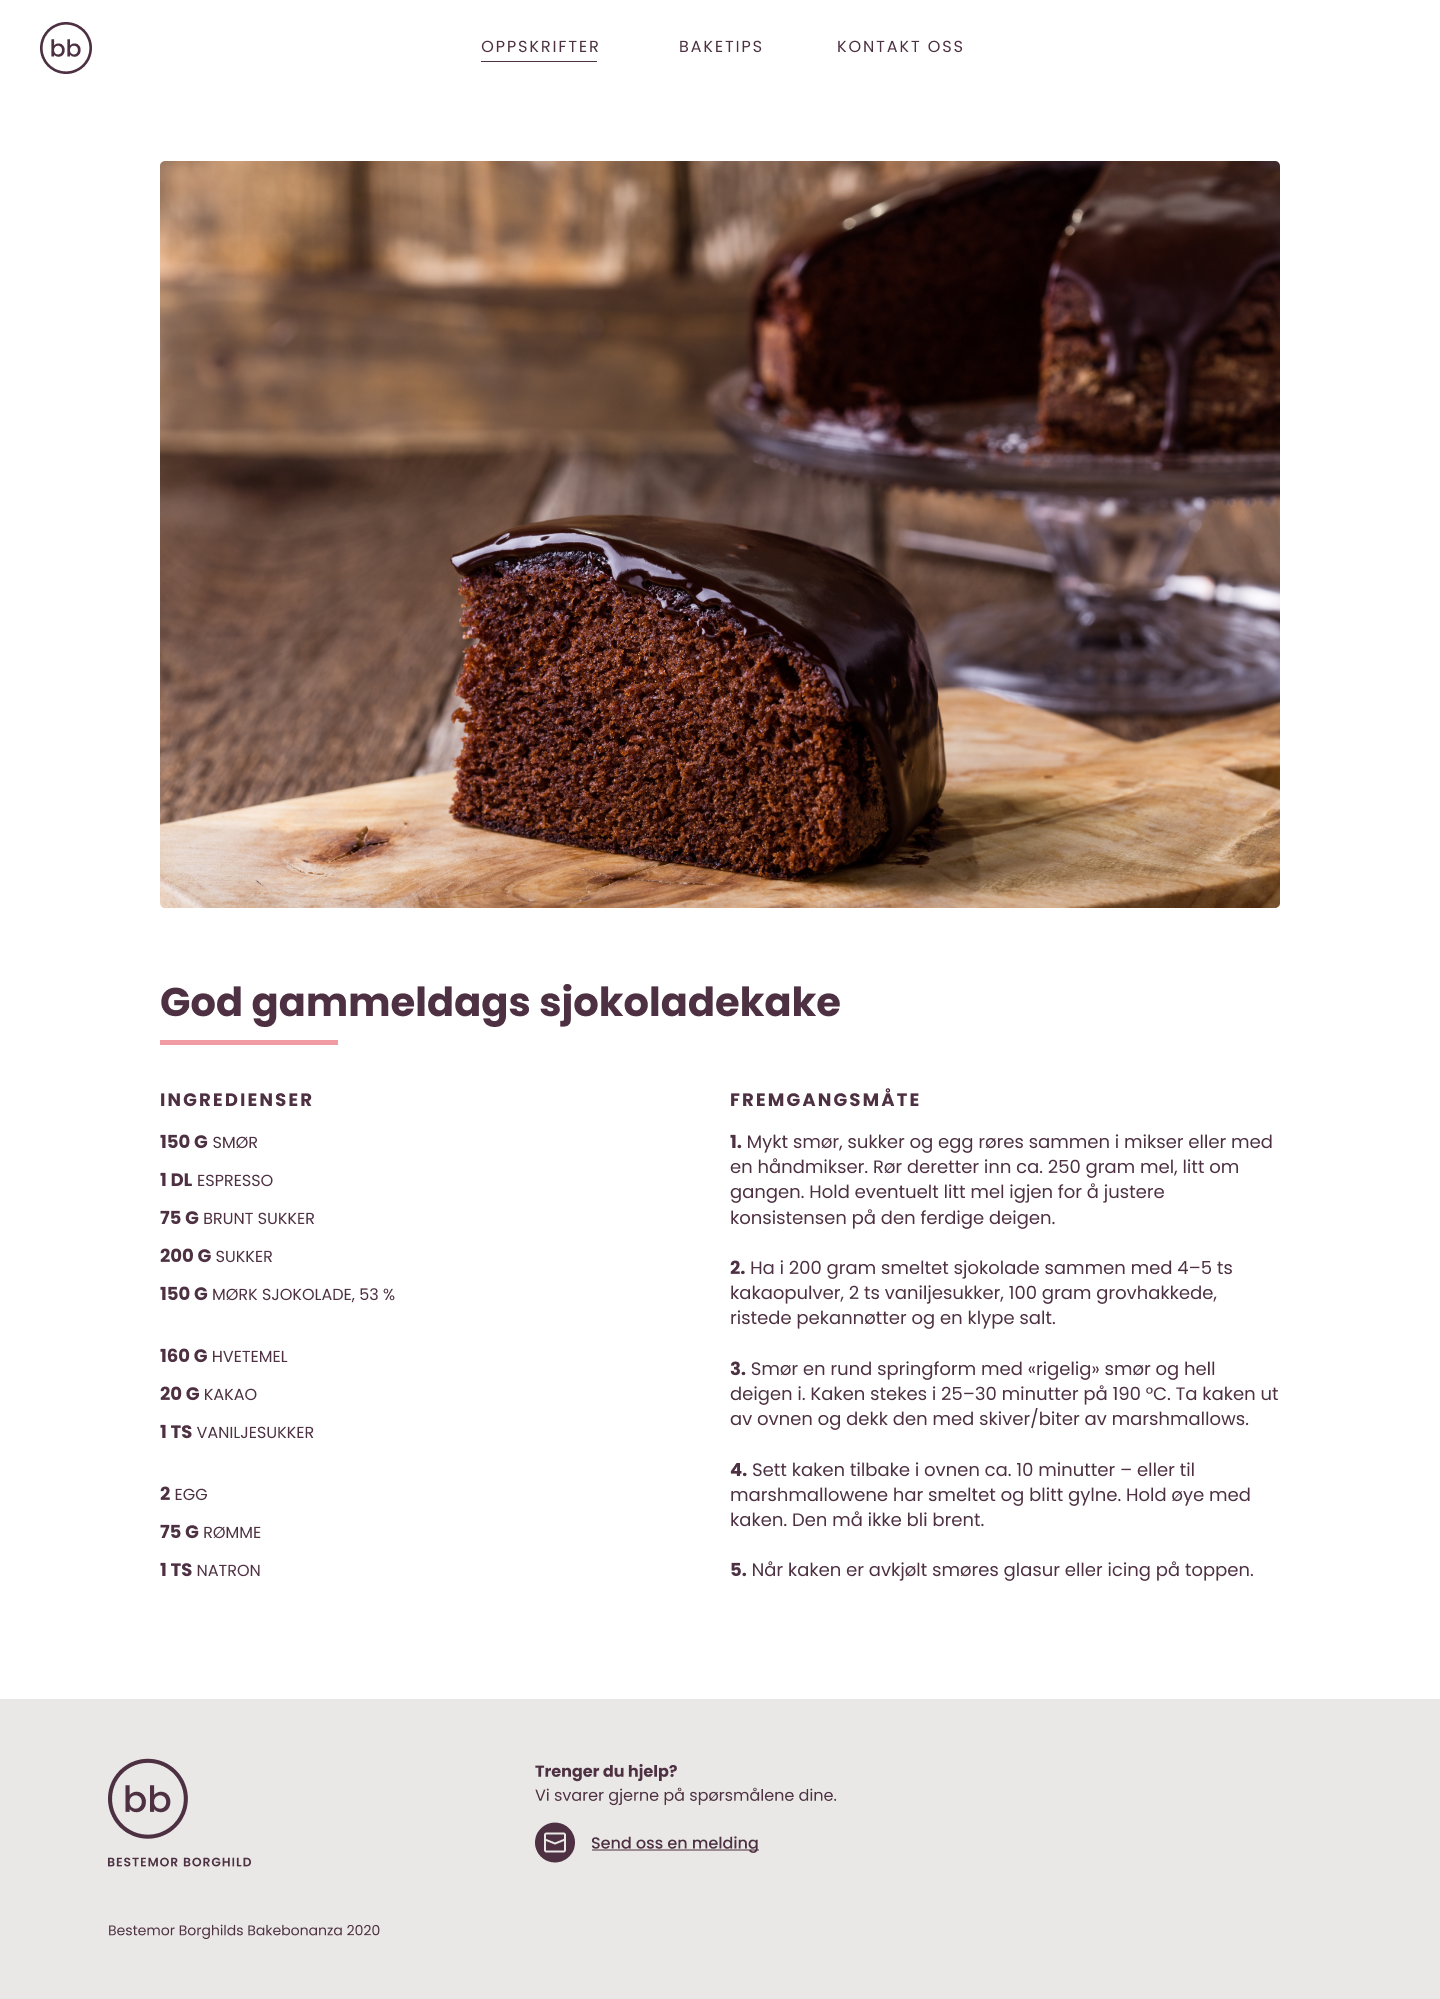 bb
OPPSKRIFTER
BAKETIPS
KONTAKT OSS
God gammeldags sjokoladekake
INGREDIENSER
150 G SMØR
1 DL ESPRESSO
75 G BRUNT SUKKER
200 G SUKKER
150 G MØRK SJOKOLADE, 53 %
160 G HVETEMEL
20 G KAKAO
1 TS VANILJESUKKER
2 EGG
75 G RØMME
1 TS NATRON
FREMGANGSMÅTE
1. Mykt smør, sukker og egg røres sammen i mikser eller med
en håndmikser. Rør deretter inn ca. 250 gram mel, litt om
gangen. Hold eventuelt litt mel igjen for å justere
konsistensen på den ferdige deigen.
2. Ha i 200 gram smeltet sjokolade sammen med 4–5 ts
kakaopulver, 2 ts vaniljesukker, 100 gram grovhakkede,
ristede pekannøtter og en klype salt.
3. Smør en rund springform med «rigelig» smør og hell
deigen i. Kaken stekes i 25–30 minutter på 190 °C. Ta kaken ut
av ovnen og dekk den med skiver/biter av marshmallows.
4. Sett kaken tilbake i ovnen ca. 10 minutter – eller til
marshmallowene har smeltet og blitt gylne. Hold øye med
kaken. Den må ikke bli brent.
5. Når kaken er avkjølt smøres glasur eller icing på toppen.
bb
BESTEMOR BORGHILD
Trenger du hjelp?
Vi svarer gjerne på spørsmålene dine.
Send oss en melding
Bestemor Borghilds Bakebonanza 2020